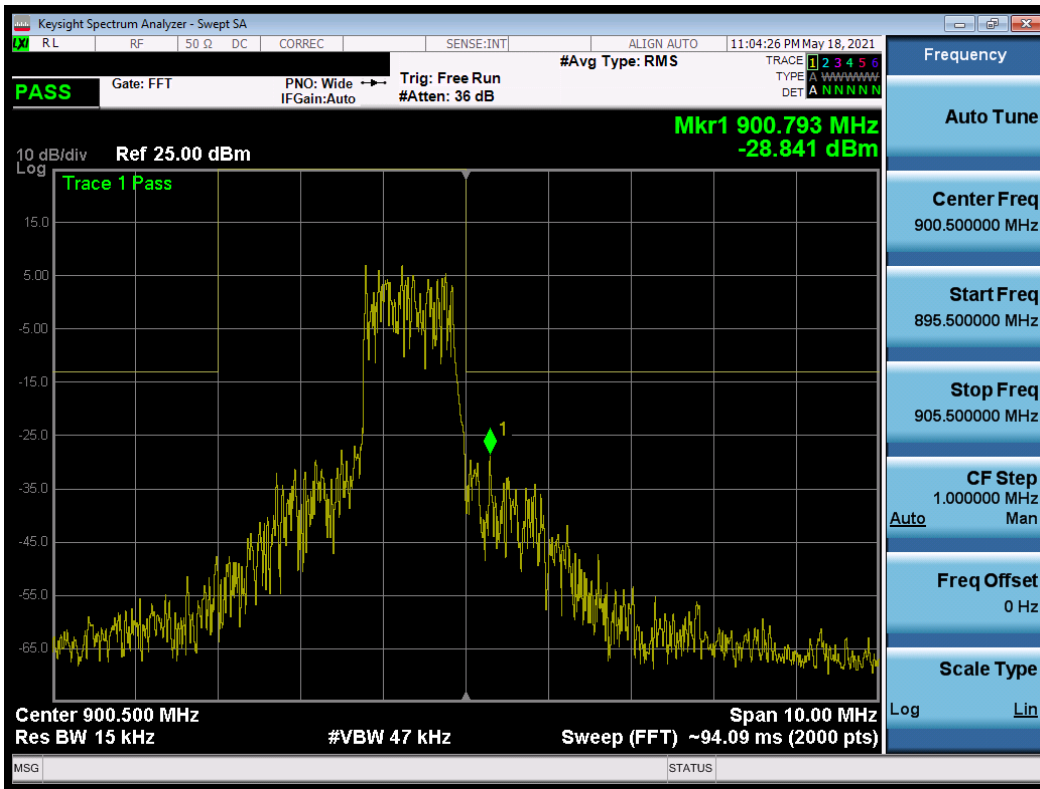 Keysight Spectrum Analyzer - Swept SA
LXI RL RF 50 Ω DC CORREC SENSE:INT ALIGN AUTO 11:04:26 PM May 18, 2021
#Avg Type: RMS TRACE 1 2 3 4 5 6
PASS Gate: FFT PNO: Wide Trig: Free Run TYPE A WWWWW
IFGain:Auto #Atten: 36 dB DET A N N N N N
Mkr1 900.793 MHz
-28.841 dBm
10 dB/div Ref 25.00 dBm
Log
Trace 1 Pass
15.0
5.00
-5.00
-15.0
-25.0
-35.0
-45.0
-55.0
-65.0
1
Center 900.500 MHz Span 10.00 MHz
Res BW 15 kHz #VBW 47 kHz Sweep (FFT) ~94.09 ms (2000 pts)
MSG STATUS
Frequency
Auto Tune
Center Freq
900.500000 MHz
Start Freq
895.500000 MHz
Stop Freq
905.500000 MHz
CF Step
1.000000 MHz
Auto Man
Freq Offset
0 Hz
Scale Type
Log Lin